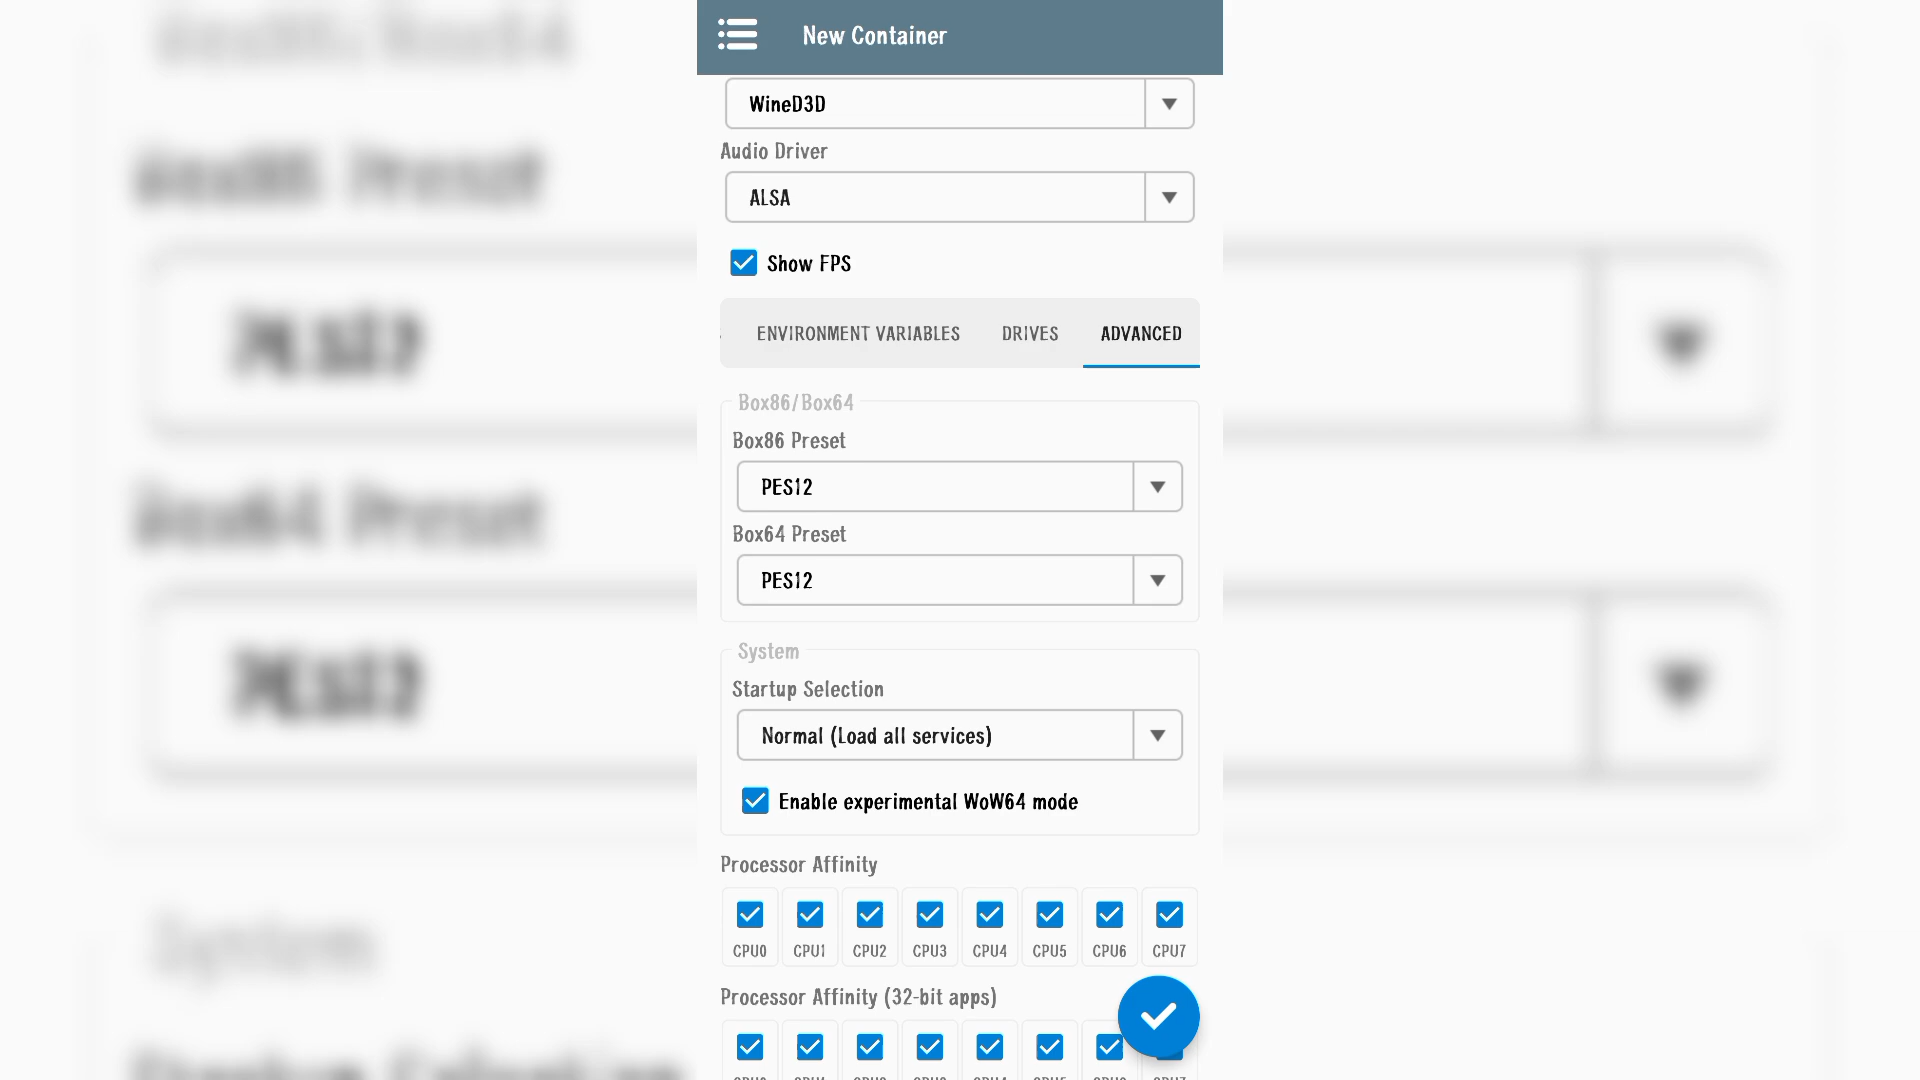 New Container
WineD3D
Audio Driver
ALSA
Show FPS
ENVIRONMENT VARIABLES DRIVES ADVANCED
Box86/Box64
Box86 Preset
PES12
Box64 Preset
PES12
System
Startup Selection
Normal (Load all services)
Enable experimental WoW64 mode
Processor Affinity
CPU0 CPU1 CPU2 CPU3 CPU4 CPU5 CPU6 CPU7
Processor Affinity (32-bit apps)